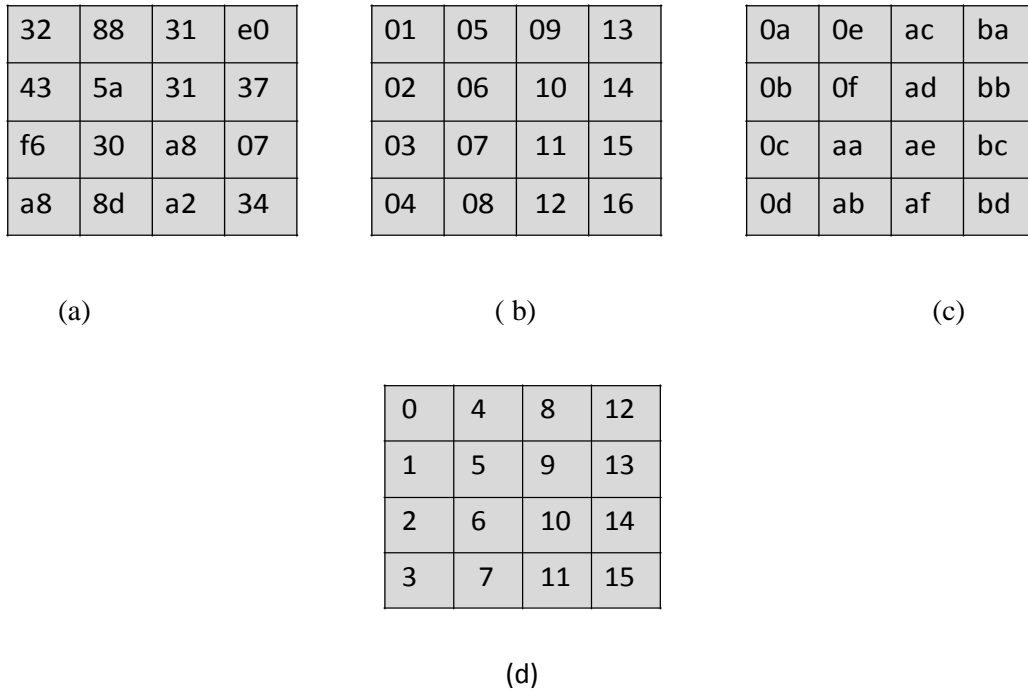 32 88 31 e0 01 05 09 13 0a 0e ac ba
43 5a 31 37 02 06 10 14 0b 0f ad bb
f6 30 a8 07 03 07 11 15 0c aa ae bc
a8 8d a2 34 04 08 12 16 0d ab af bd
(a) ( b) (c)
0 4 8 12
1 5 9 13
2 6 10 14
3 7 11 15
(d)